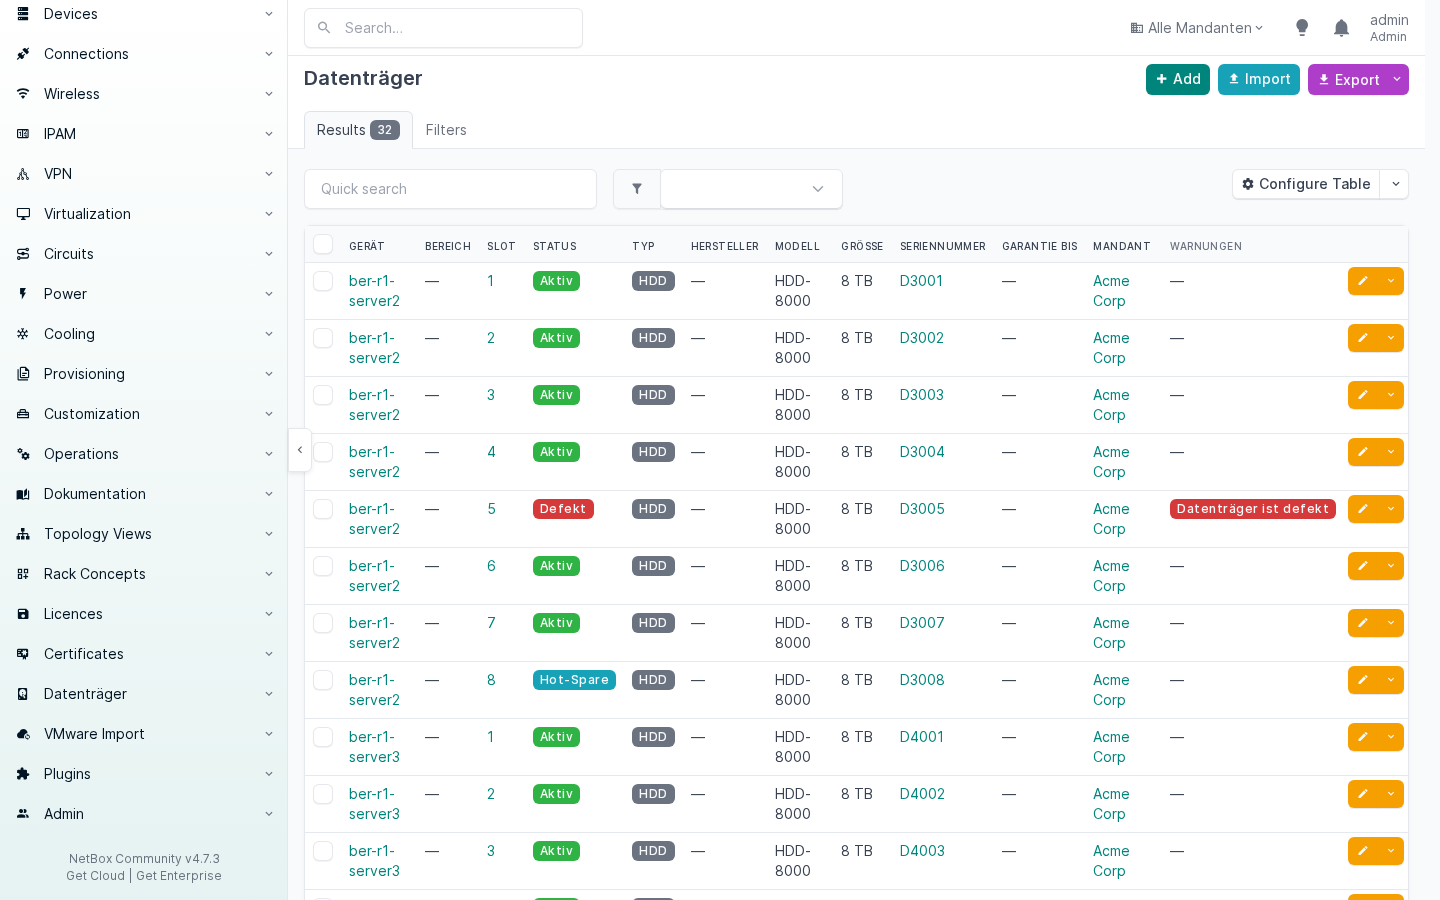 Devices
Connections
Wireless
IPAM
VPN
Virtualization
Circuits
Power
Cooling
Provisioning
Customization
Operations
Dokumentation
Topology Views
Rack Concepts
Licences
Certificates
Datenträger
VMware Import
Plugins
Admin
NetBox Community v4.7.3
Get Cloud | Get Enterprise
Search...
Alle Mandanten
admin
Admin
Datenträger
Add
Import
Export
Results 32
Filters
Quick search
Configure Table
GERÄT BEREICH SLOT STATUS TYP HERSTELLER MODELL GRÖSSE SERIENNUMMER GARANTIE BIS MANDANT WARNUNGEN
ber-r1-server2 — 1 Aktiv HDD — HDD-8000 8 TB D3001 — Acme Corp —
ber-r1-server2 — 2 Aktiv HDD — HDD-8000 8 TB D3002 — Acme Corp —
ber-r1-server2 — 3 Aktiv HDD — HDD-8000 8 TB D3003 — Acme Corp —
ber-r1-server2 — 4 Aktiv HDD — HDD-8000 8 TB D3004 — Acme Corp —
ber-r1-server2 — 5 Defekt HDD — HDD-8000 8 TB D3005 — Acme Corp Datenträger ist defekt
ber-r1-server2 — 6 Aktiv HDD — HDD-8000 8 TB D3006 — Acme Corp —
ber-r1-server2 — 7 Aktiv HDD — HDD-8000 8 TB D3007 — Acme Corp —
ber-r1-server2 — 8 Hot-Spare HDD — HDD-8000 8 TB D3008 — Acme Corp —
ber-r1-server3 — 1 Aktiv HDD — HDD-8000 8 TB D4001 — Acme Corp —
ber-r1-server3 — 2 Aktiv HDD — HDD-8000 8 TB D4002 — Acme Corp —
ber-r1-server3 — 3 Aktiv HDD — HDD-8000 8 TB D4003 — Acme Corp —